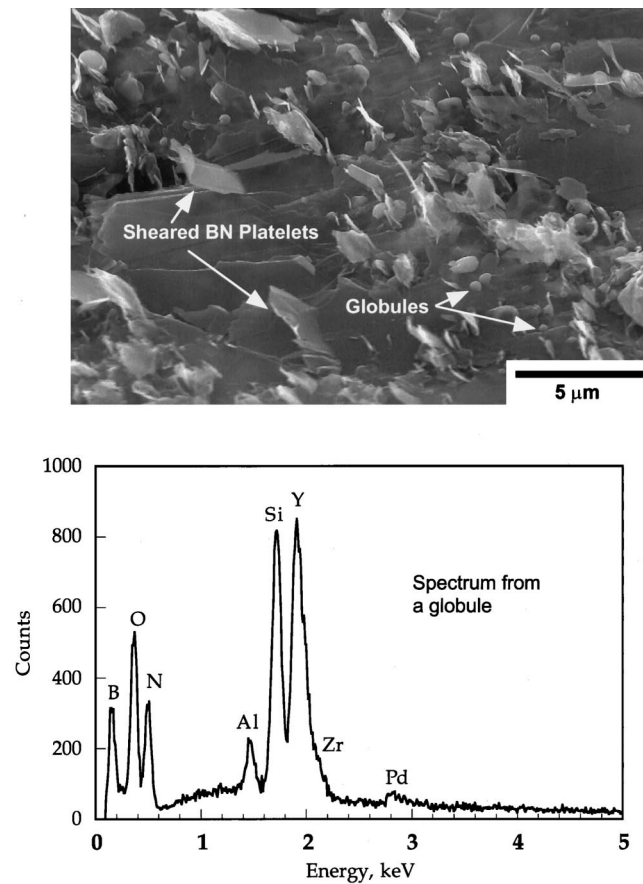 Sheared BN Platelets
Globules
5 μm
1000
800
600
400
200
0
Counts
B
O
N
Al
Si
Y
Zr
Pd
Spectrum from
a globule
0
1
2
3
4
5
Energy, keV